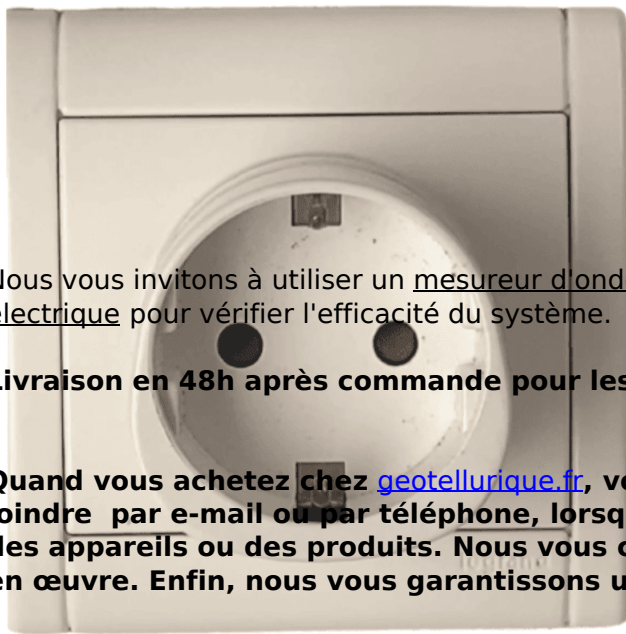 Nous vous invitons à utiliser un mesureur d'ond
électrique pour vérifier l'efficacité du système.
Livraison en 48h après commande pour les
Quand vous achetez chez geotellurique.fr, v
joindre par e-mail ou par téléphone, lorsq
des appareils ou des produits. Nous vous
en œuvre. Enfin, nous vous garantissons u
legrand